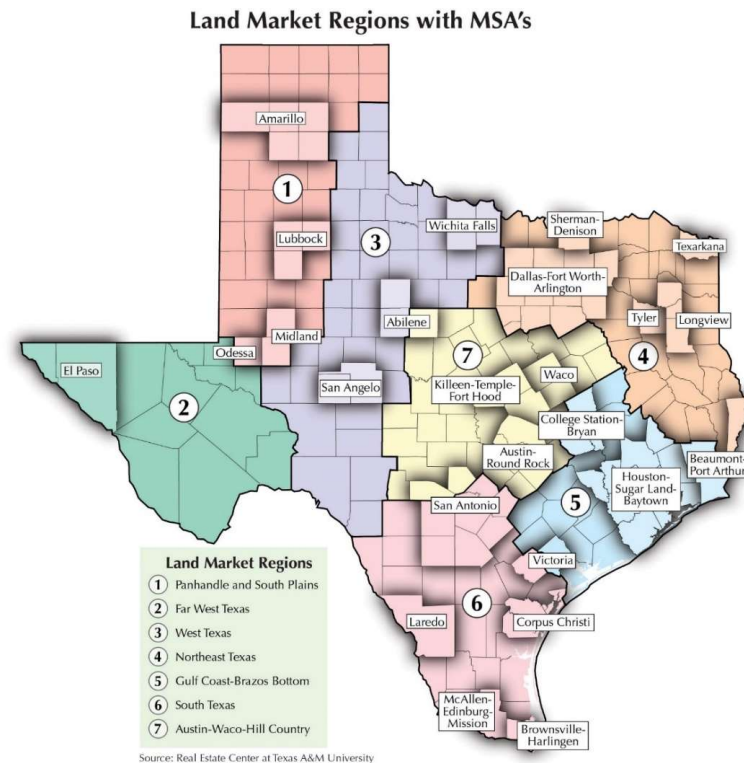 Land Market Regions with MSA's
Amarillo
1
Lubbock
Wichita Falls
3
Sherman-
Denison
Texarkana
Dallas-Fort Worth-
Arlington
Tyler
Longview
4
Abilene
Midland
Odessa
El Paso
2
San Angelo
7
Killeen-Temple-
Fort Hood
Waco
College Station-
Bryan
Austin-
Round Rock
Beaumont-
Port Arthur
Houston-
Sugar Land-
Baytown
5
San Antonio
Victoria
6
Laredo
Corpus Christi
McAllen-
Edinburg-
Mission
Brownsville-
Harlingen
Land Market Regions
1 Panhandle and South Plains
2 Far West Texas
3 West Texas
4 Northeast Texas
5 Gulf Coast-Brazos Bottom
6 South Texas
7 Austin-Waco-Hill Country
Source: Real Estate Center at Texas A&M University